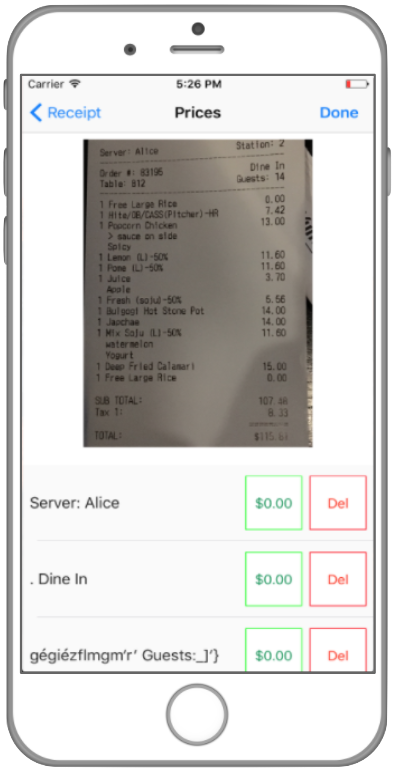 Carrier 5:26 PM
Receipt Prices Done
Server: Alice Station: 2
Order #: 83195 Dine In
Table: 812 Guests: 14
1 Free Large Rice 0.00
1 Hite/OB/CASS(Pitcher)-HR 7.42
1 Popcorn Chicken 13.00
> sauce on side
Spicy
1 Lemon (L)-50% 11.60
1 Pome (L)-50% 11.60
1 Juice 3.70
Apple
1 Fresh (soju)-50% 5.56
1 Bulgogi Hot Stone Pot 14.00
1 Japchae 14.00
1 Mix Soju (L)-50% 11.60
watermelon
Yogurt
1 Deep Fried Calamari 15.00
1 Free Large Rice 0.00
SUB TOTAL: 107.48
Tax 1: 8.33
TOTAL: $115.81
Server: Alice $0.00 Del
. Dine In $0.00 Del
gégiézflmgm’r’ Guests:_]’} $0.00 Del